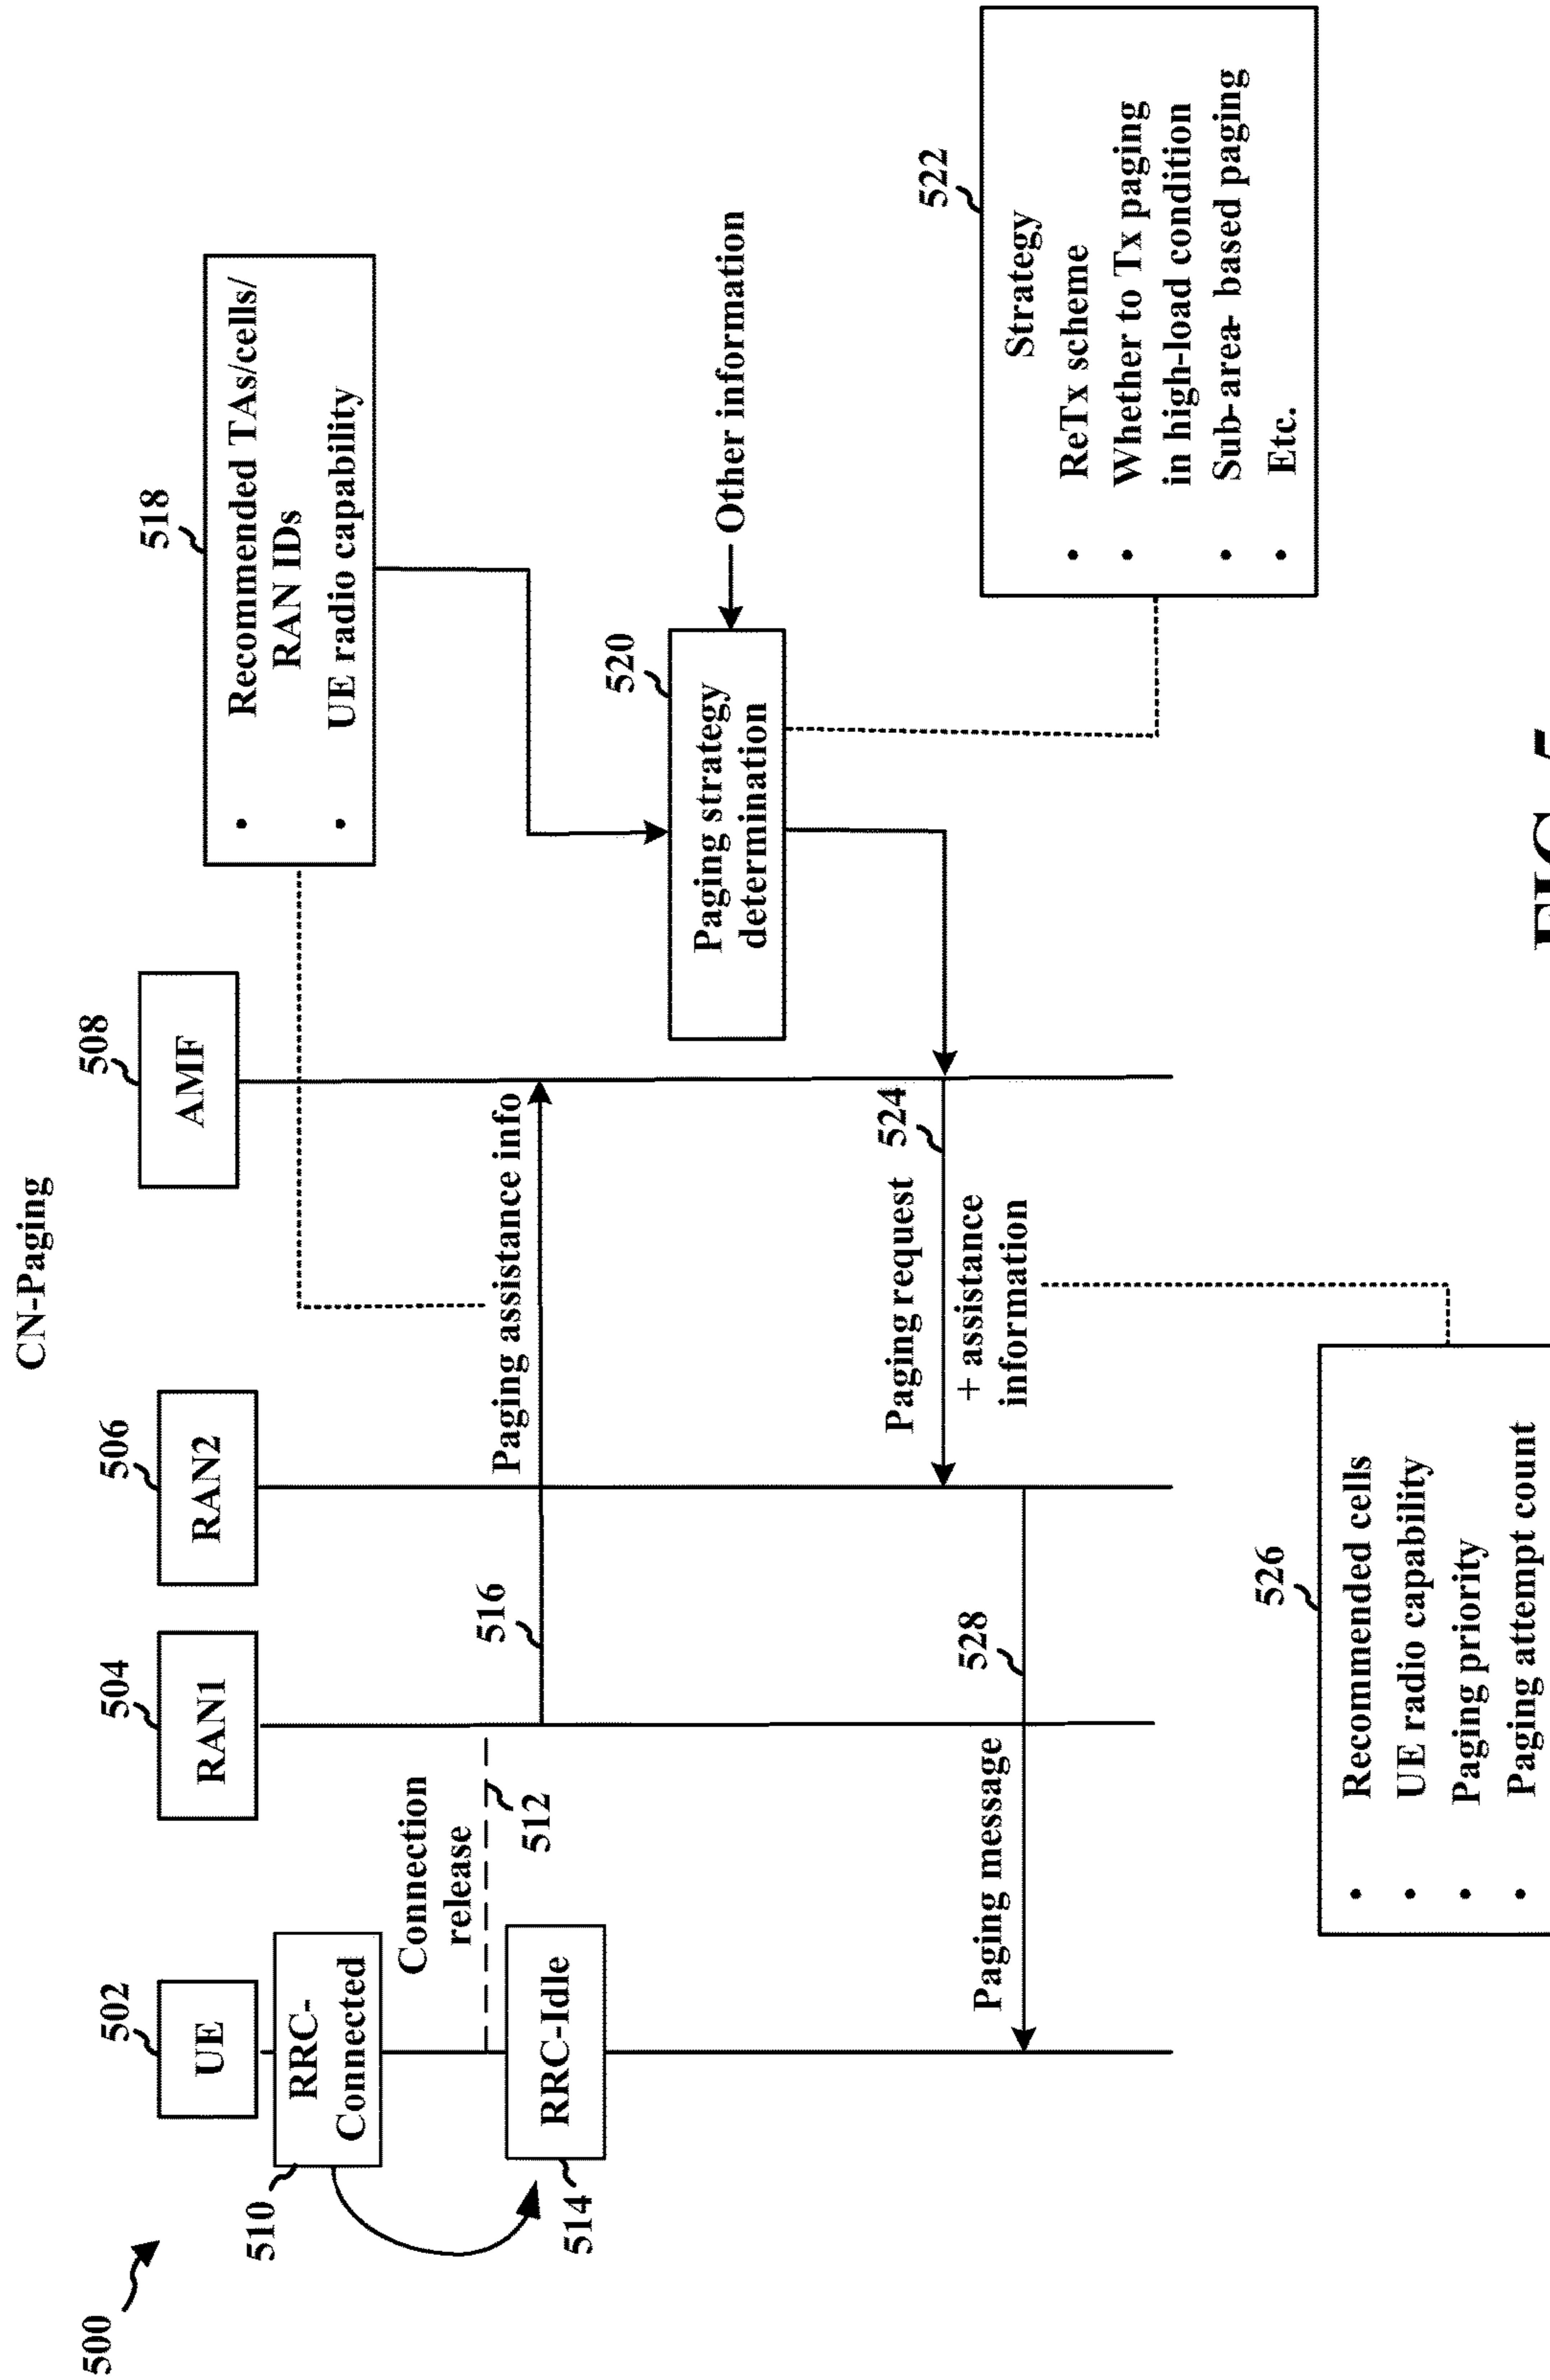 CN-Paging
500
502
UE
504
RAN1
506
RAN2
508
AMF
510
RRC-
Connected
Connection
release
512
514
RRC-Idle
516
Paging assistance info
518
• Recommended TAs/cells/
RAN IDs
• UE radio capability
520
Paging strategy
determination
Other information
522
Strategy
• ReTx scheme
• Whether to Tx paging
in high-load condition
• Sub-area- based paging
• Etc.
Paging request
524
+ assistance
information
526
• Recommended cells
• UE radio capability
• Paging priority
• Paging attempt count
528
Paging message